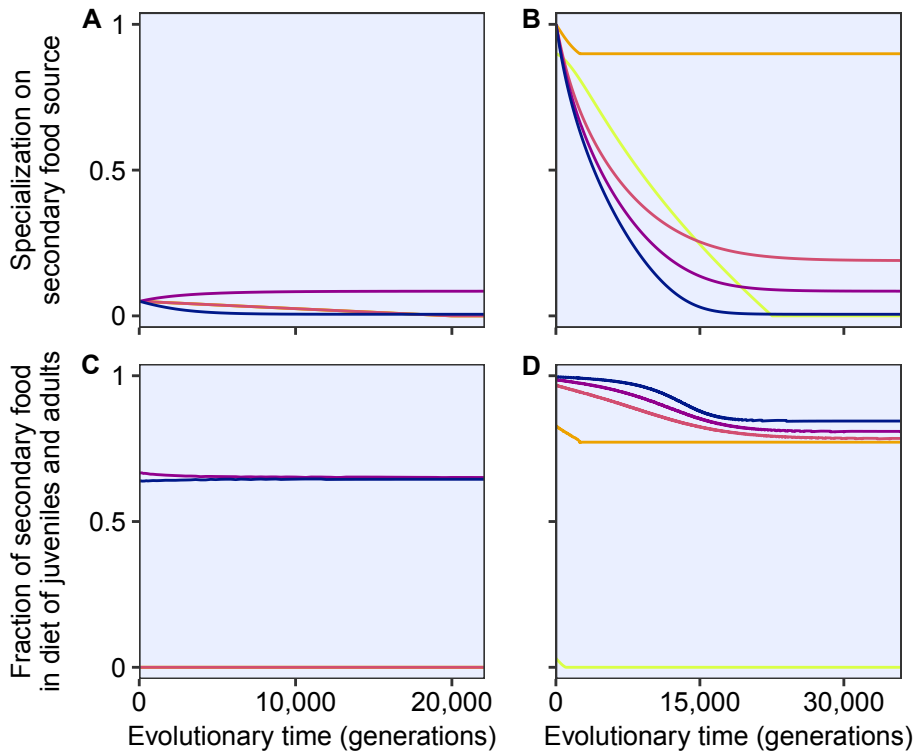 A
B
Specialization on
secondary food source
1
0.5
0
C
D
Fraction of secondary food
in diet of juveniles and adults
1
0.5
0
0
10,000
20,000
0
15,000
30,000
Evolutionary time (generations)
Evolutionary time (generations)